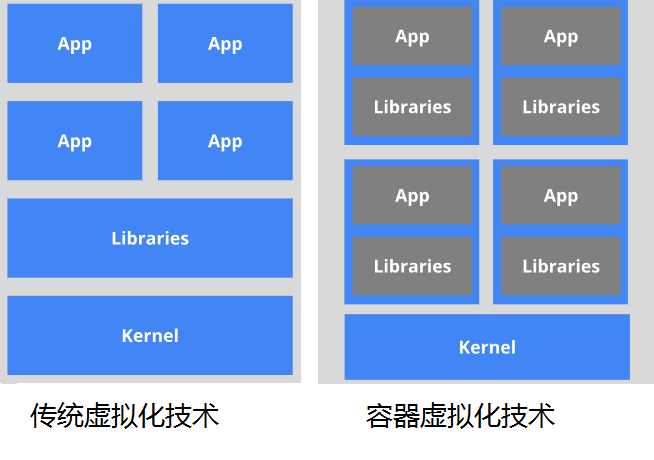 App App
App App
Libraries
Kernel
传统虚拟化技术
App App
Libraries Libraries
App App
Libraries Libraries
Kernel
容器虚拟化技术